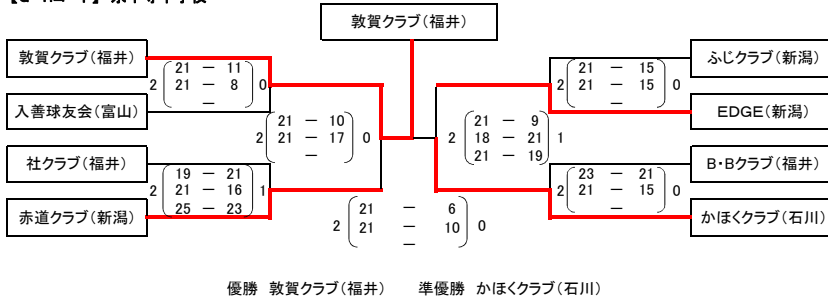 敦賀クラブ(福井)
敦賀クラブ(福井)
2 21 － 11 0
21 － 8
－
入善球友会(富山)
2 21 － 10 0
21 － 17
－
社クラブ(福井)
2 19 － 21 1
21 － 16
25 － 23
赤道クラブ(新潟)
2 21 － 6 0
21 － 10
－
ふじクラブ(新潟)
2 21 － 15 0
21 － 15
－
EDGE(新潟)
2 21 － 9 1
18 － 21
21 － 19
B・Bクラブ(福井)
2 23 － 21 0
21 － 15
－
かほくクラブ(石川)
優勝 敦賀クラブ(福井) 準優勝 かほくクラブ(石川)